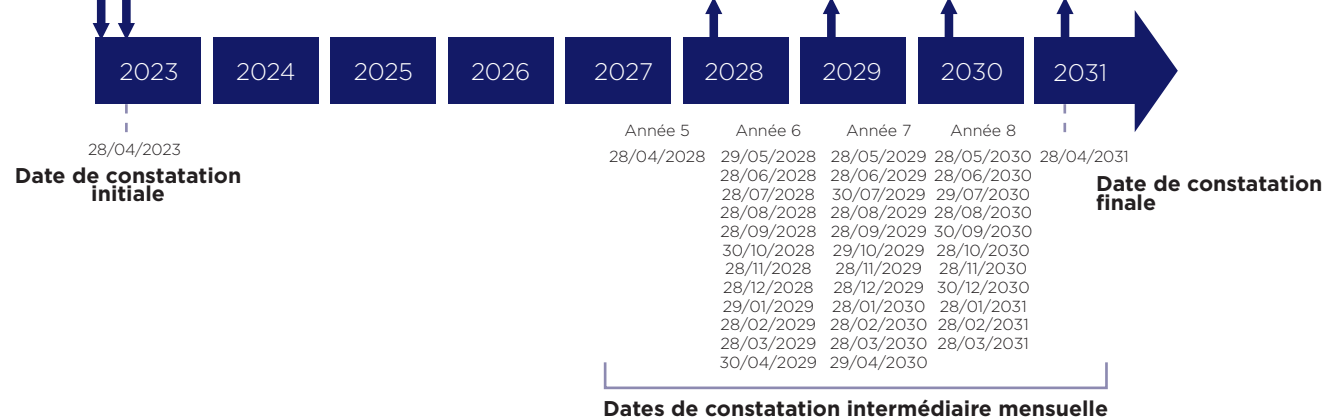 2023 2024 2025 2026 2027 2028 2029 2030 2031
Année 5 Année 6 Année 7 Année 8
28/04/2023
Date de constatation
initiale
28/04/2028 29/05/2028 28/05/2029 28/05/2030 28/04/2031
28/06/2028 28/06/2029 28/06/2030
28/07/2028 30/07/2029 29/07/2030
28/08/2028 28/08/2029 28/08/2030
28/09/2028 28/09/2029 30/09/2030
30/10/2028 29/10/2029 28/10/2030
28/11/2028 28/11/2029 28/11/2030
28/12/2028 28/12/2029 30/12/2030
29/01/2029 28/01/2030 28/01/2031
28/02/2029 28/02/2030 28/02/2031
28/03/2029 28/03/2030 28/03/2031
30/04/2029 29/04/2030
Date de constatation
finale
Dates de constatation intermédiaire mensuelle